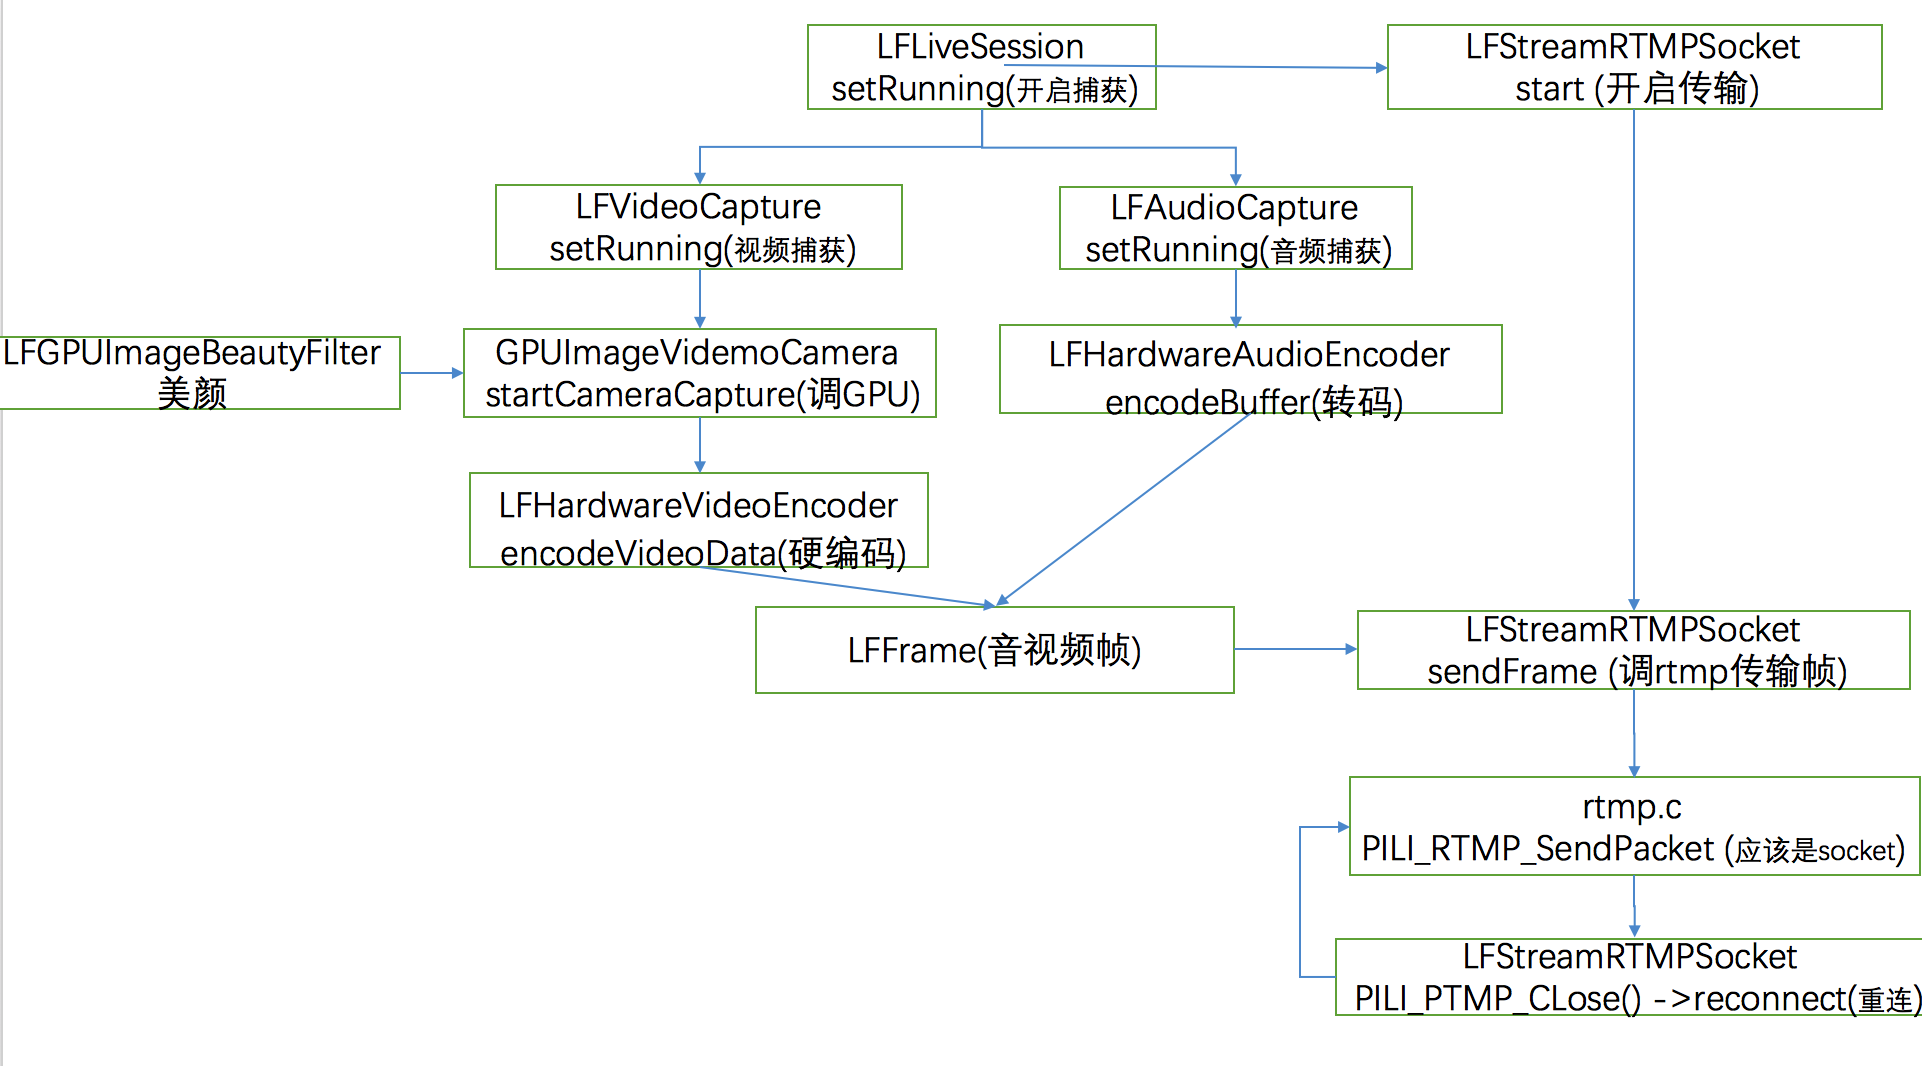 LFLiveSession
setRunning(开启捕获)
LFStreamRTMPSocket
start (开启传输)
LFVideoCapture
setRunning(视频捕获)
LFAudioCapture
setRunning(音频捕获)
LFGPUImageBeautyFilter
美颜
GPUImageVidemoCamera
startCameraCapture(调GPU)
LFHardwareAudioEncoder
encodeBuffer(转码)
LFHardwareVideoEncoder
encodeVideoData(硬编码)
LFFrame(音视频帧)
LFStreamRTMPSocket
sendFrame (调rtmp传输帧)
rtmp.c
PILI_RTMP_SendPacket (应该是socket)
LFStreamRTMPSocket
PILI_PTMP_CLose() ->reconnect(重连)